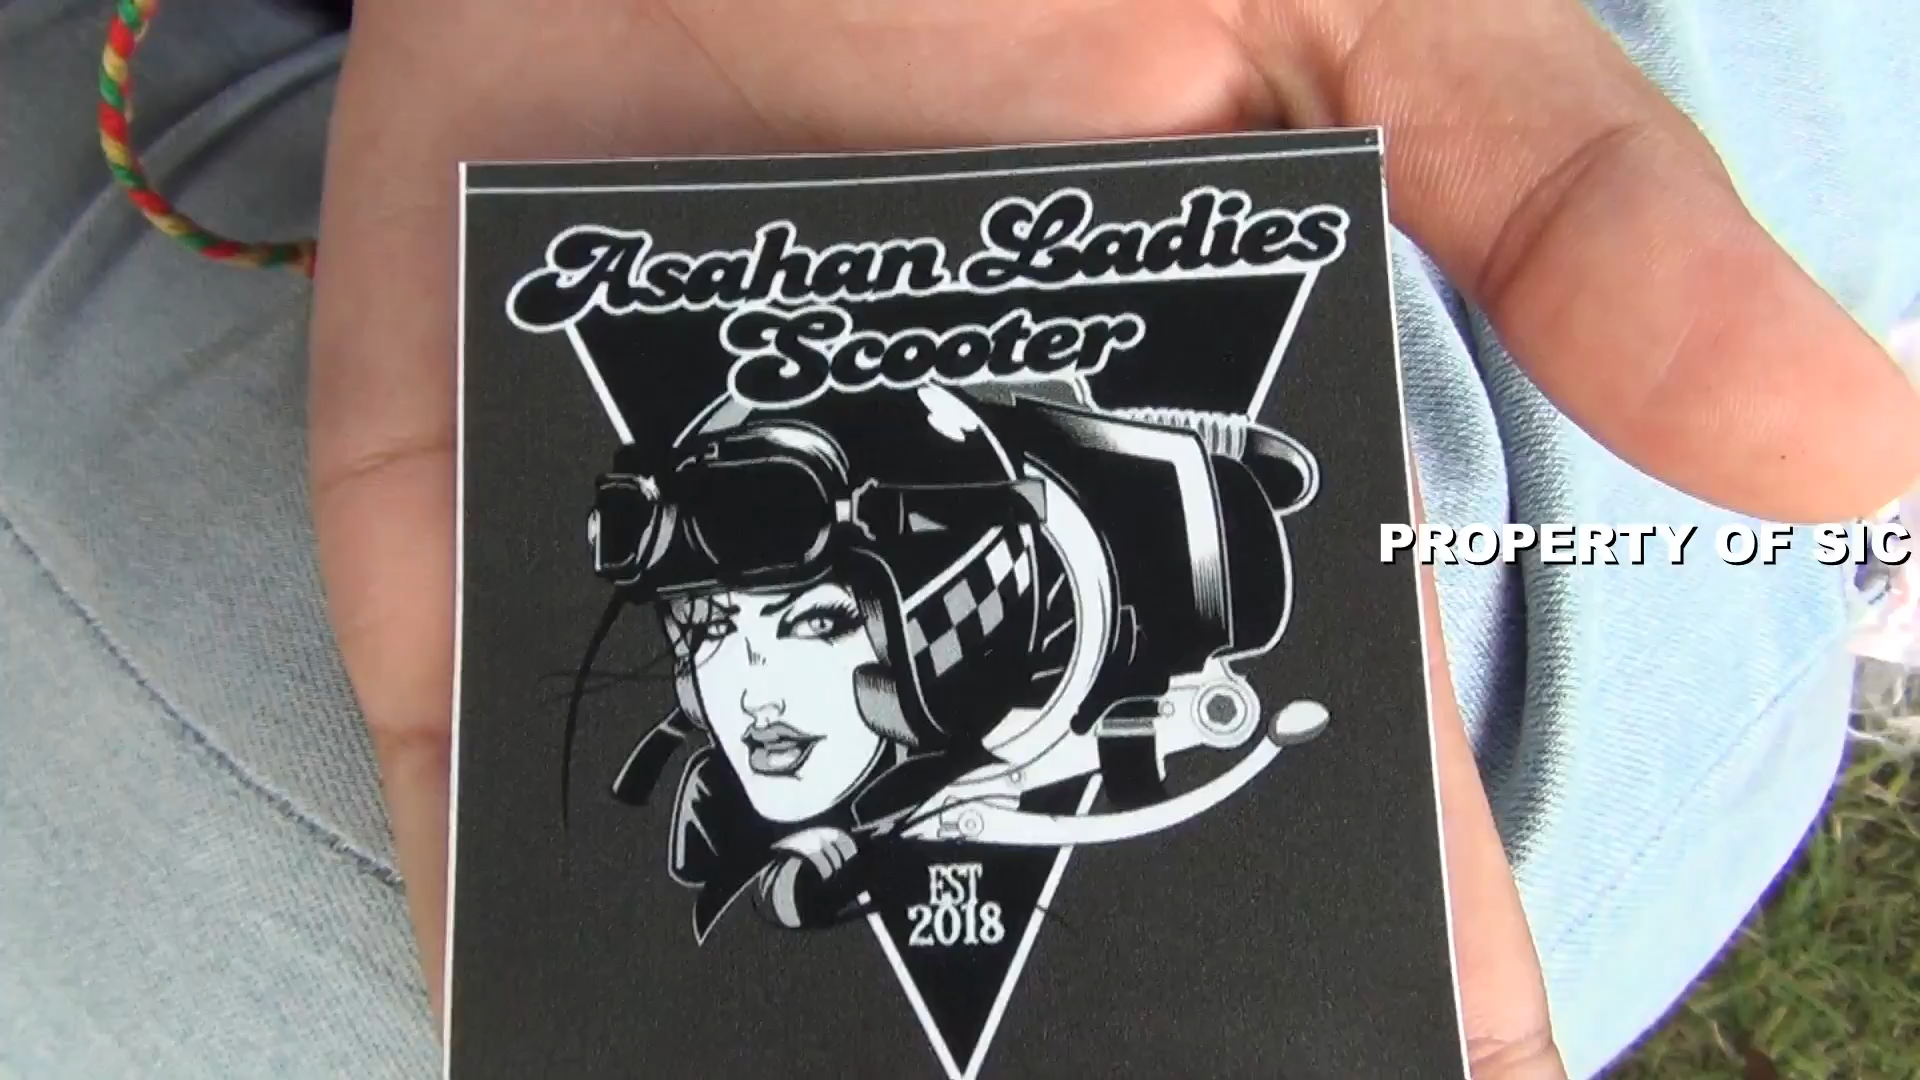 Asahan Ladies
Scooter
PROPERTY OF SIC
EST
2018